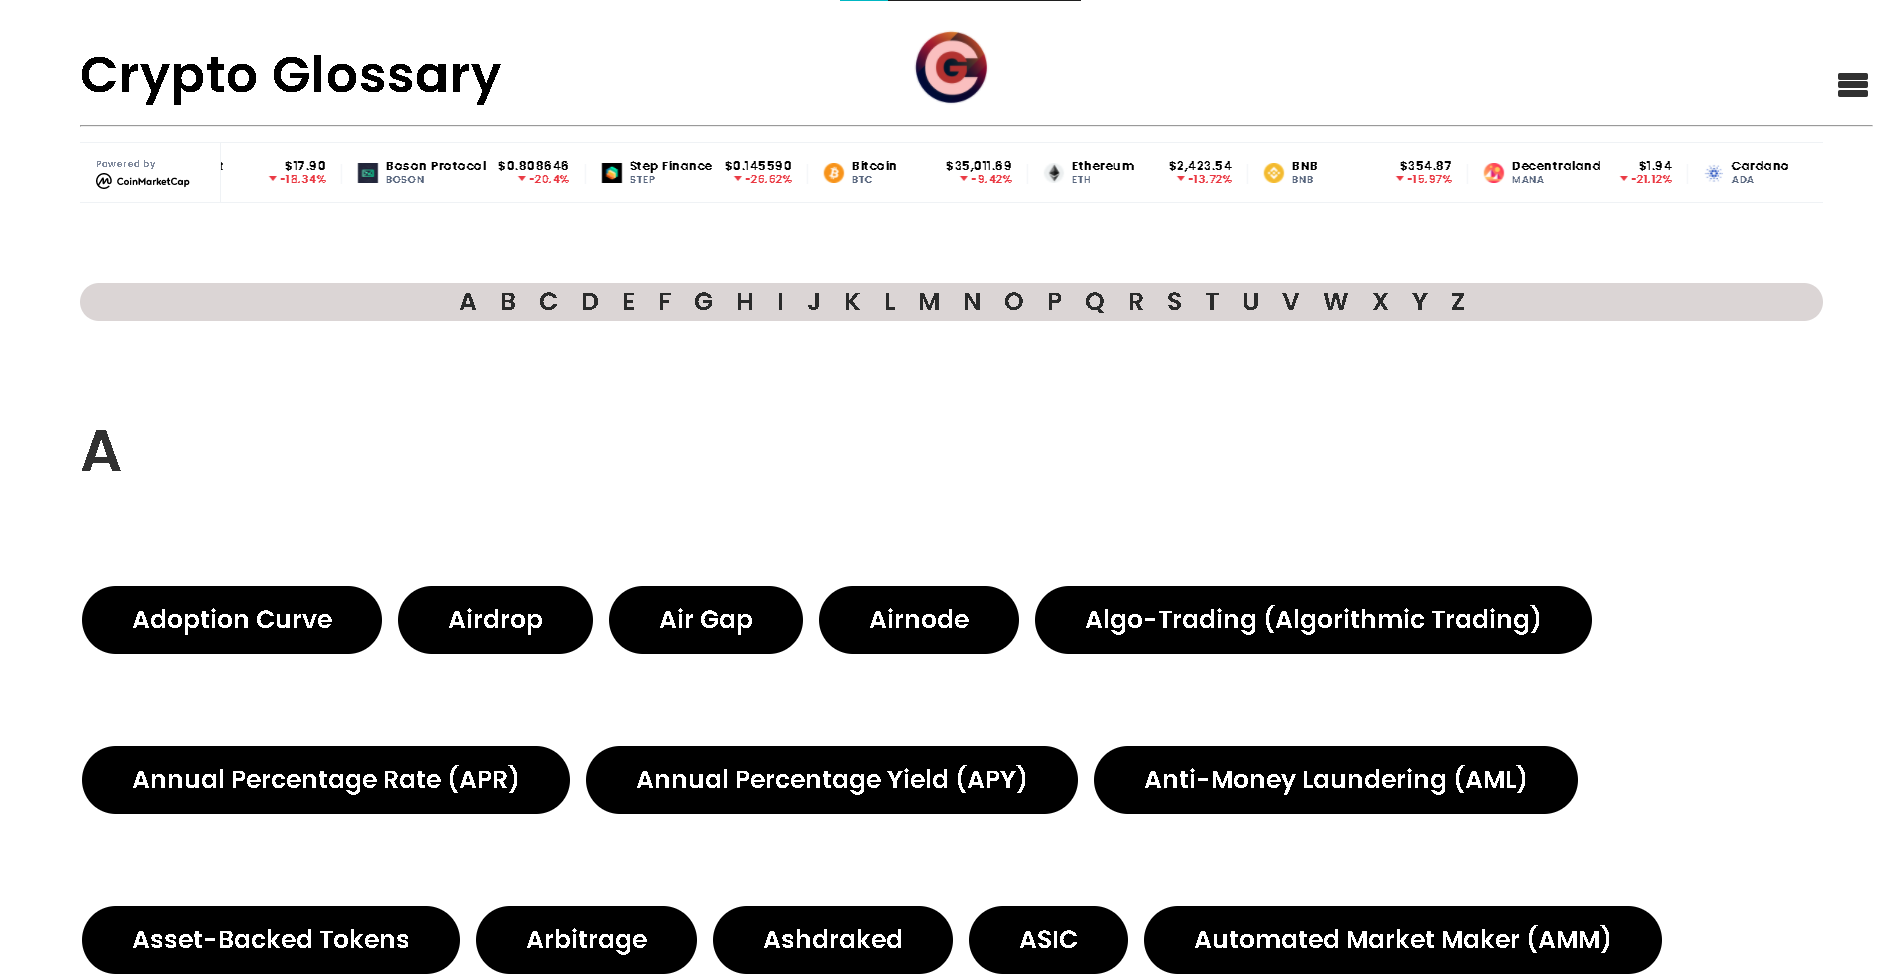 Crypto Glossary
Powered by
CoinMarketCap
t $17.90 Boson Protocol $0.808646 Step Finance $0.145590 Bitcoin $35,011.69 Ethereum $2,423.54 BNB $354.87 Decentraland $1.94 Cardano
-18.34% BOSON -20.4% STEP -26.62% BTC -9.42% ETH -13.72% BNB -15.97% MANA -21.12% ADA
A B C D E F G H I J K L M N O P Q R S T U V W X Y Z
A
Adoption Curve Airdrop Air Gap Airnode Algo-Trading (Algorithmic Trading)
Annual Percentage Rate (APR) Annual Percentage Yield (APY) Anti-Money Laundering (AML)
Asset-Backed Tokens Arbitrage Ashdraked ASIC Automated Market Maker (AMM)